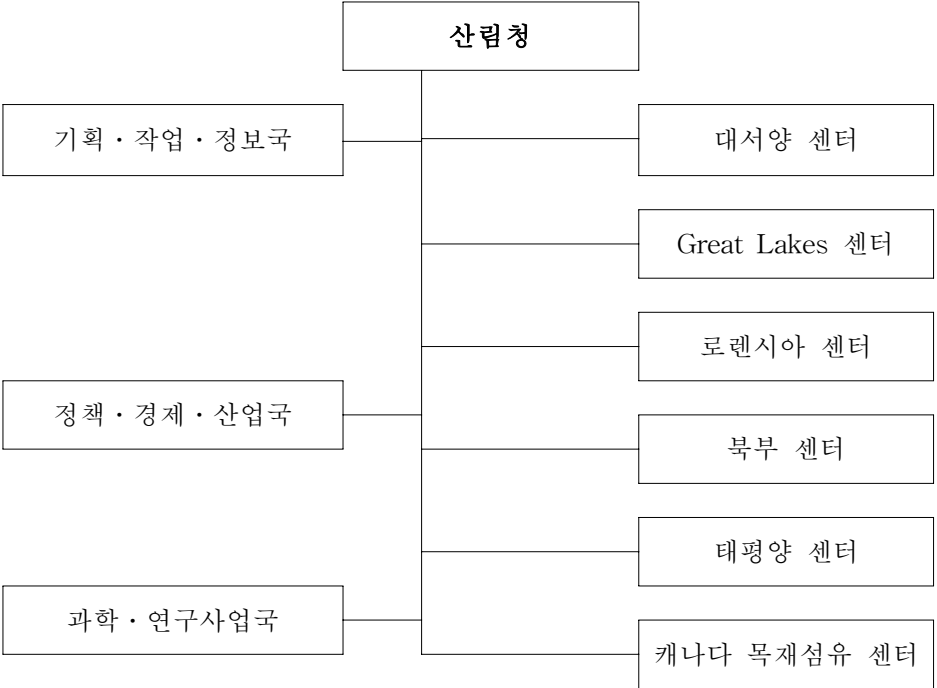 산림청
기획·작업·정보국
대서양 센터
Great Lakes 센터
로렌시아 센터
정책·경제·산업국
북부 센터
태평양 센터
과학·연구사업국
캐나다 목재섬유 센터